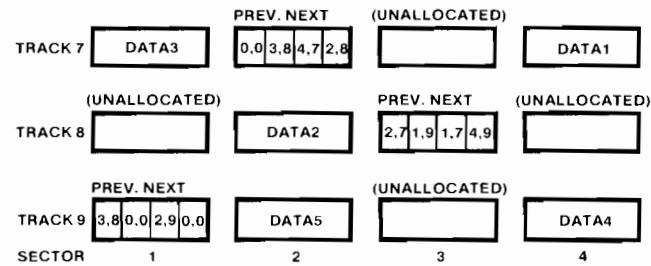 PREV. NEXT (UNALLOCATED)
TRACK 7 DATA3 0,0 3,8 4,7 2,8 DATA1
(UNALLOCATED) PREV. NEXT (UNALLOCATED)
TRACK 8 DATA2 2,7 1,9 1,7 4,9
PREV. NEXT (UNALLOCATED)
TRACK 9 3,8 0,0 2,9 0,0 DATA5 DATA4
SECTOR 1 2 3 4